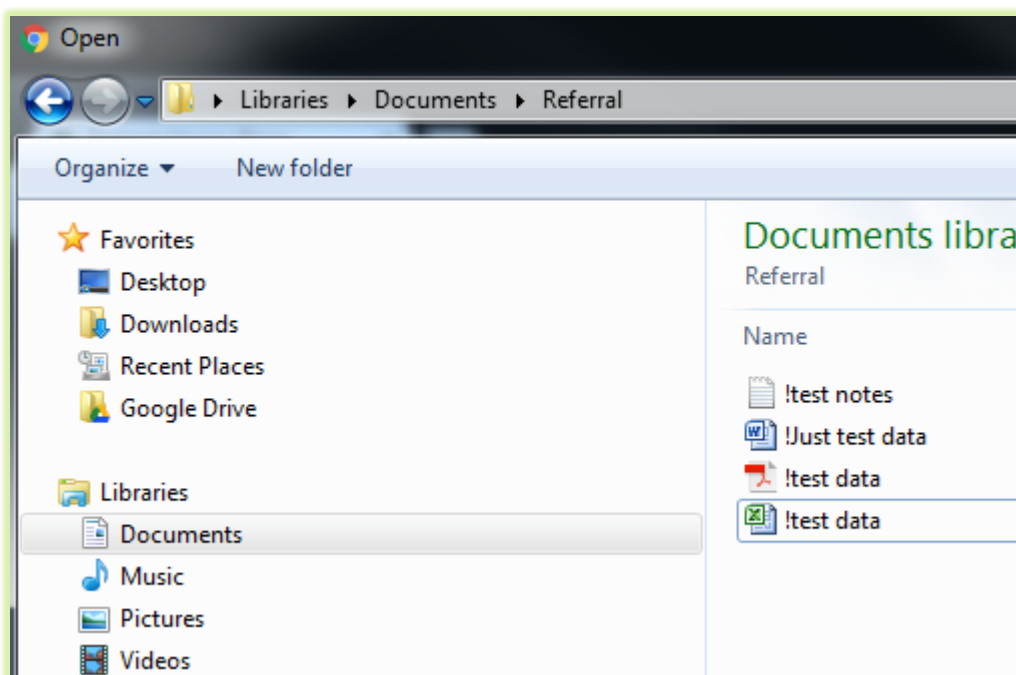 Open
Libraries Documents Referral
Organize New folder
Favorites
Desktop
Downloads
Recent Places
Google Drive
Libraries
Documents
Music
Pictures
Videos
Documents libra
Referral
Name
!test notes
!Just test data
!test data
!test data